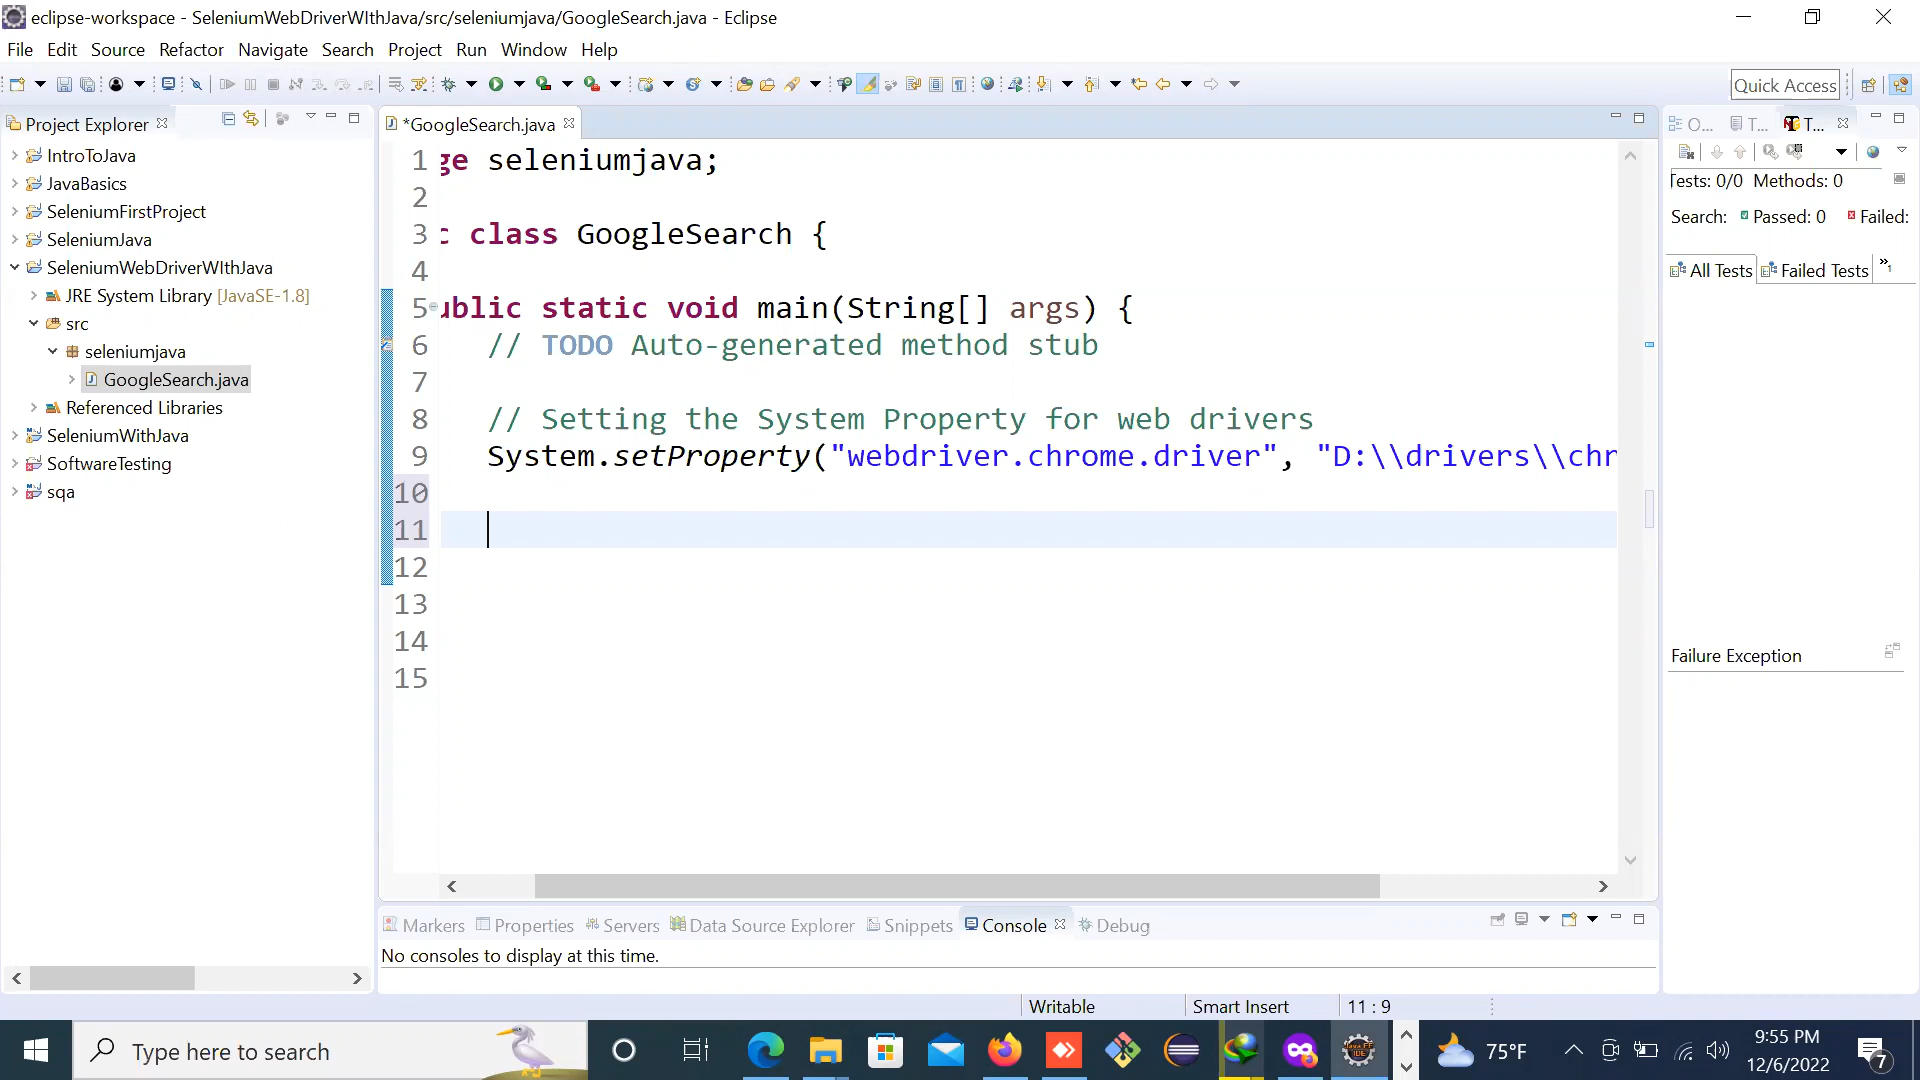 eclipse-workspace - SeleniumWebDriverWIthJava/src/seleniumjava/GoogleSearch.java - Eclipse
File Edit Source Refactor Navigate Search Project Run Window Help
Quick Access
Project Explorer
IntroToJava
JavaBasics
SeleniumFirstProject
SeleniumJava
SeleniumWebDriverWIthJava
JRE System Library [JavaSE-1.8]
src
seleniumjava
GoogleSearch.java
Referenced Libraries
SeleniumWithJava
SoftwareTesting
sqa
*GoogleSearch.java
1 ge seleniumjava;
2
3 c class GoogleSearch {
4
5 ublic static void main(String[] args) {
6 // TODO Auto-generated method stub
7
8 // Setting the System Property for web drivers
9 System.setProperty("webdriver.chrome.driver", "D:\\drivers\\chr
10
11
12
13
14
15
O... T... T...
Tests: 0/0 Methods: 0
Search: Passed: 0 Failed:
All Tests Failed Tests »1
Failure Exception
Markers Properties Servers Data Source Explorer Snippets Console Debug
No consoles to display at this time.
Writable Smart Insert 11 : 9
Type here to search
75°F
9:55 PM
12/6/2022
7